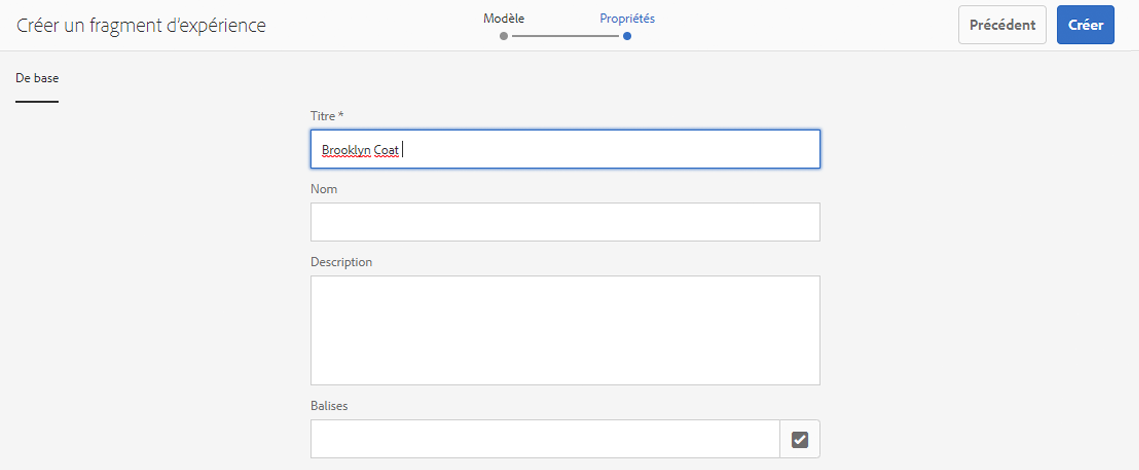 Créer un fragment d’expérience
Modèle
Propriétés
Précédent
Créer
De base
Titre *
Brooklyn Coat
Nom
Description
Balises